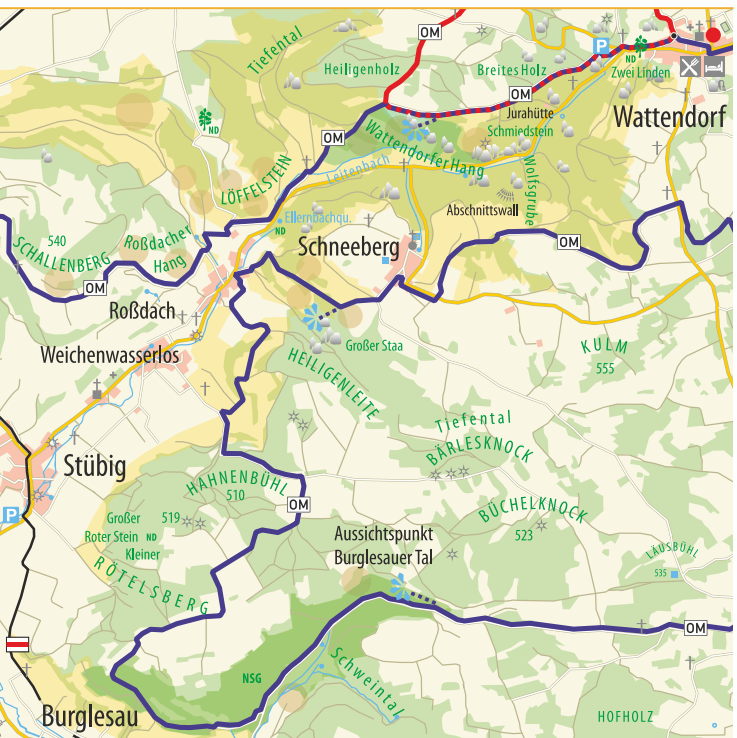 OM
Tiefental
Heiligenholz
Breites Holz
P
ND
Zwei Linden
OM
Jurahütte
Schmiedstein
Wattendorf
ND
OM
Wattendorfer Hang
Leitenbach
LÖFFELSTEIN
Wolfsgrube
Abschnittswall
Ellernbachqu.
ND
540
SCHALLENBERG
Roßdacher
Hang
Schneeberg
OM
OM
Roßdach
Weichenwasserlos
Großer Staa
HEILIGENLEITE
KULM
555
Tiefental
BÄRLESKNOCK
Stübig
HAHNENBÜHL
510
OM
P
Großer
Roter Stein
ND
Kleiner
519
RÖTELSBERG
BÜCHELKNOCK
523
Aussichtspunkt
Burglesauer Tal
LÄUSBÜHL
535
OM
NSG
Schweintal
Burglesau
HOFHOLZ